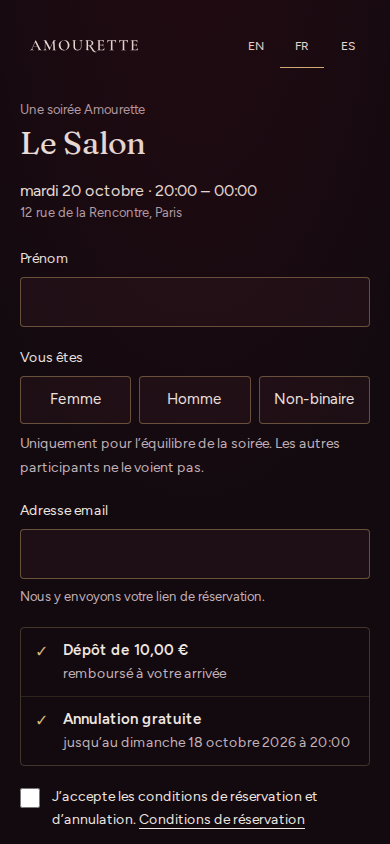 AMOURETTE
EN FR ES
Une soirée Amourette
Le Salon
mardi 20 octobre · 20:00 – 00:00
12 rue de la Rencontre, Paris
Prénom
Vous êtes
Femme Homme Non-binaire
Uniquement pour l’équilibre de la soirée. Les autres
participants ne le voient pas.
Adresse email
Nous y envoyons votre lien de réservation.
✓ Dépôt de 10,00 €
remboursé à votre arrivée
✓ Annulation gratuite
jusqu’au dimanche 18 octobre 2026 à 20:00
J’accepte les conditions de réservation et
d’annulation. Conditions de réservation